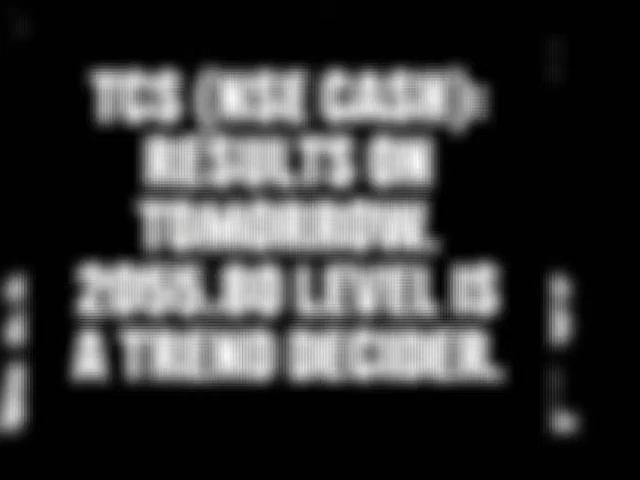 TCS (NSE CASH):
RESULTS ON
TOMORROW.
2055.80 LEVEL IS
A TREND DECIDER.